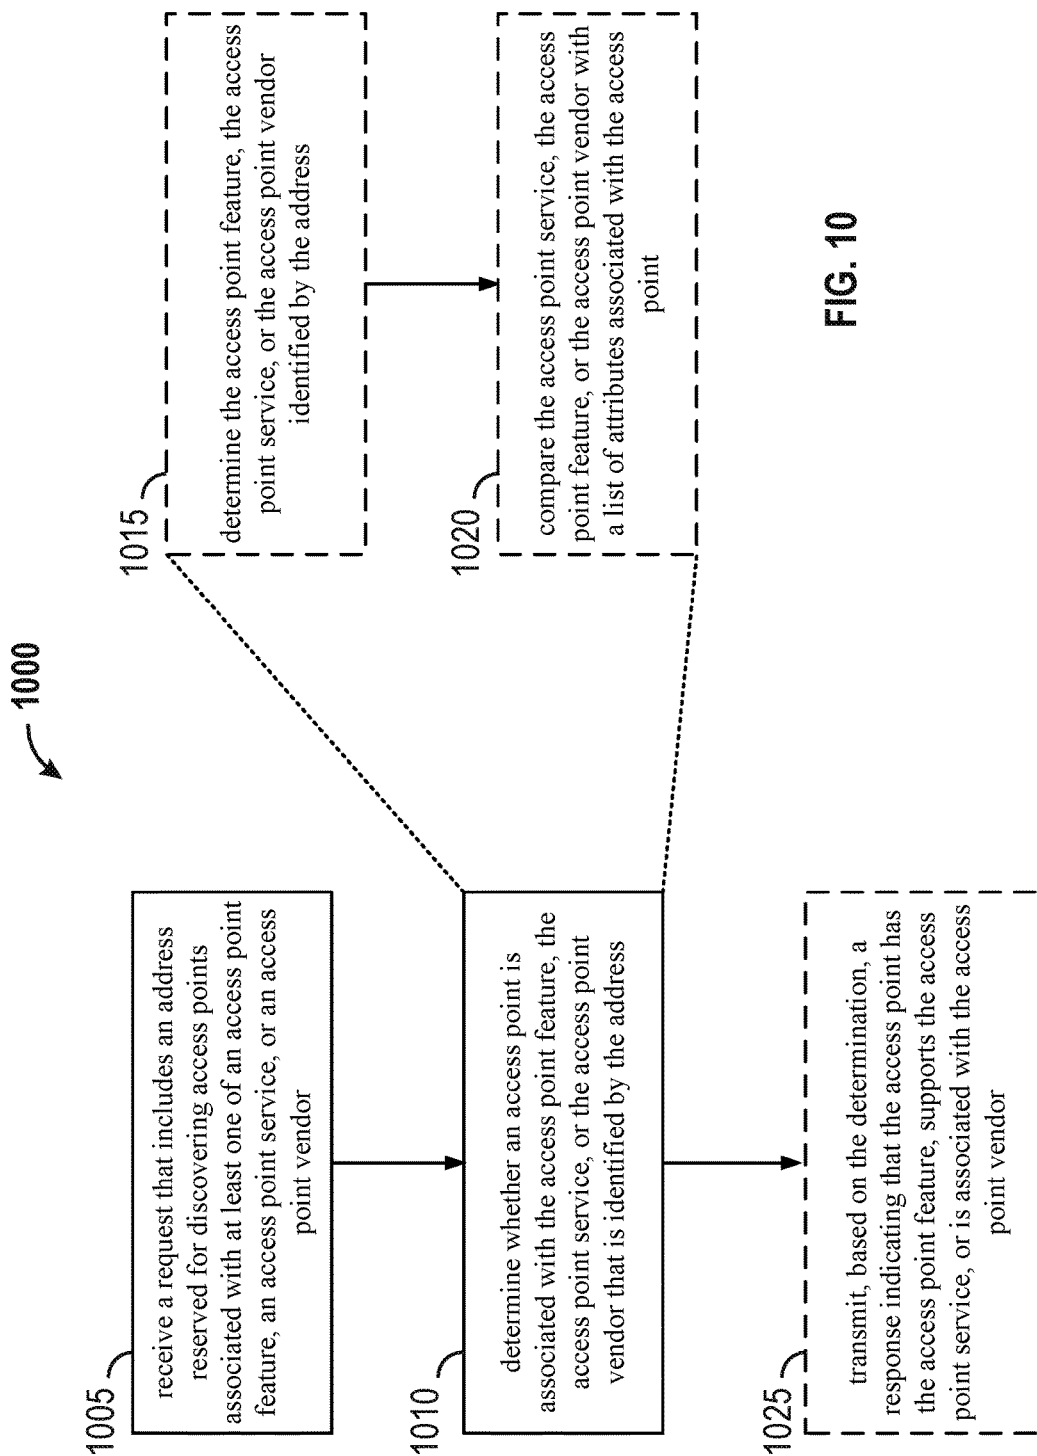 1000
1005
receive a request that includes an address
reserved for discovering access points
associated with at least one of an access point
feature, an access point service, or an access
point vendor
1010
determine whether an access point is
associated with the access point feature, the
access point service, or the access point
vendor that is identified by the address
1015
determine the access point feature, the access
point service, or the access point vendor
identified by the address
1020
compare the access point service, the access
point feature, or the access point vendor with
a list of attributes associated with the access
point
1025
transmit, based on the determination, a
response indicating that the access point has
the access point feature, supports the access
point service, or is associated with the access
point vendor
FIG. 10